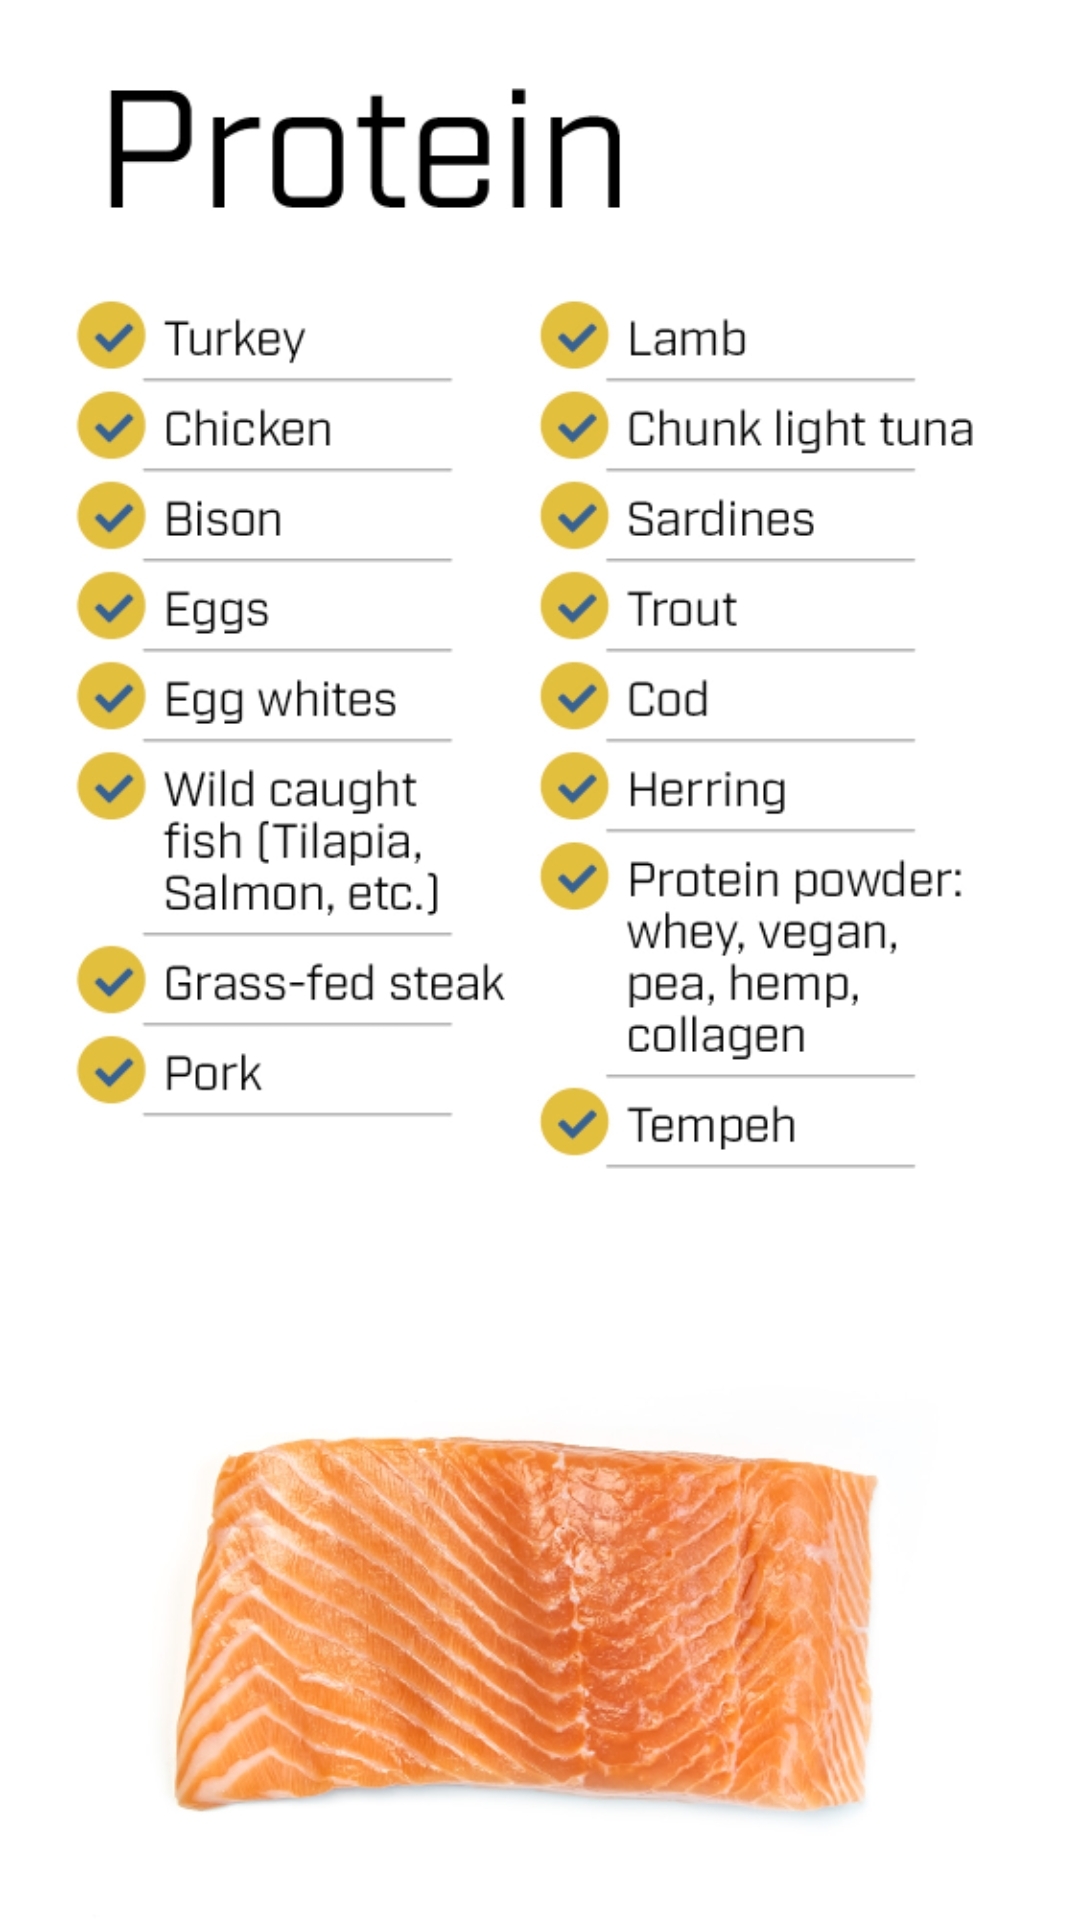 Protein
Turkey
Chicken
Bison
Eggs
Egg whites
Wild caught
fish (Tilapia,
Salmon, etc.)
Grass-fed steak
Pork
Lamb
Chunk light tuna
Sardines
Trout
Cod
Herring
Protein powder:
whey, vegan,
pea, hemp,
collagen
Tempeh